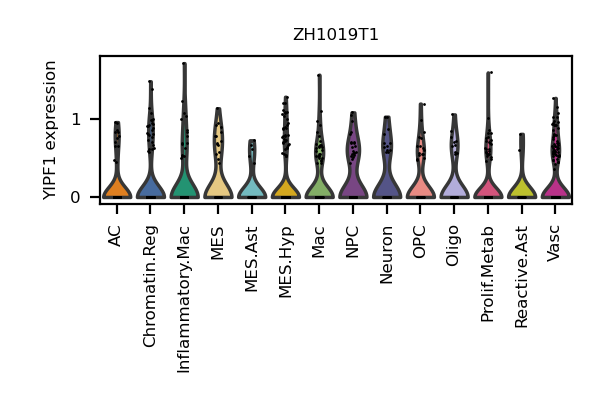 ZH1019T1
YIPF1 expression
1
0
AC
Chromatin.Reg
Inflammatory.Mac
MES
MES.Ast
MES.Hyp
Mac
NPC
Neuron
OPC
Oligo
Prolif.Metab
Reactive.Ast
Vasc